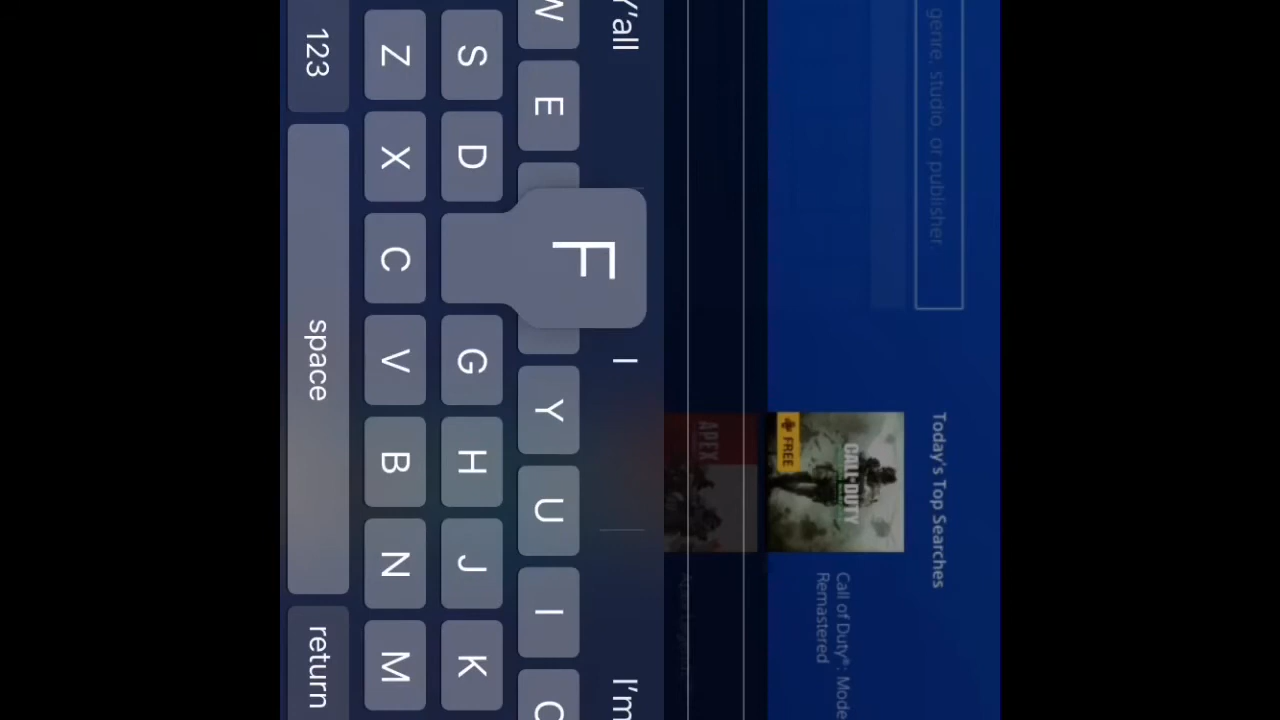 genre, studio, or publisher.
Today's Top Searches
CALL OF DUTY
FREE
Call of Duty®: Mode
Remastered
APEX
Y'all
I
I'm
W E Y U I O
S D F G H J K
Z X C V B N M
123 space return